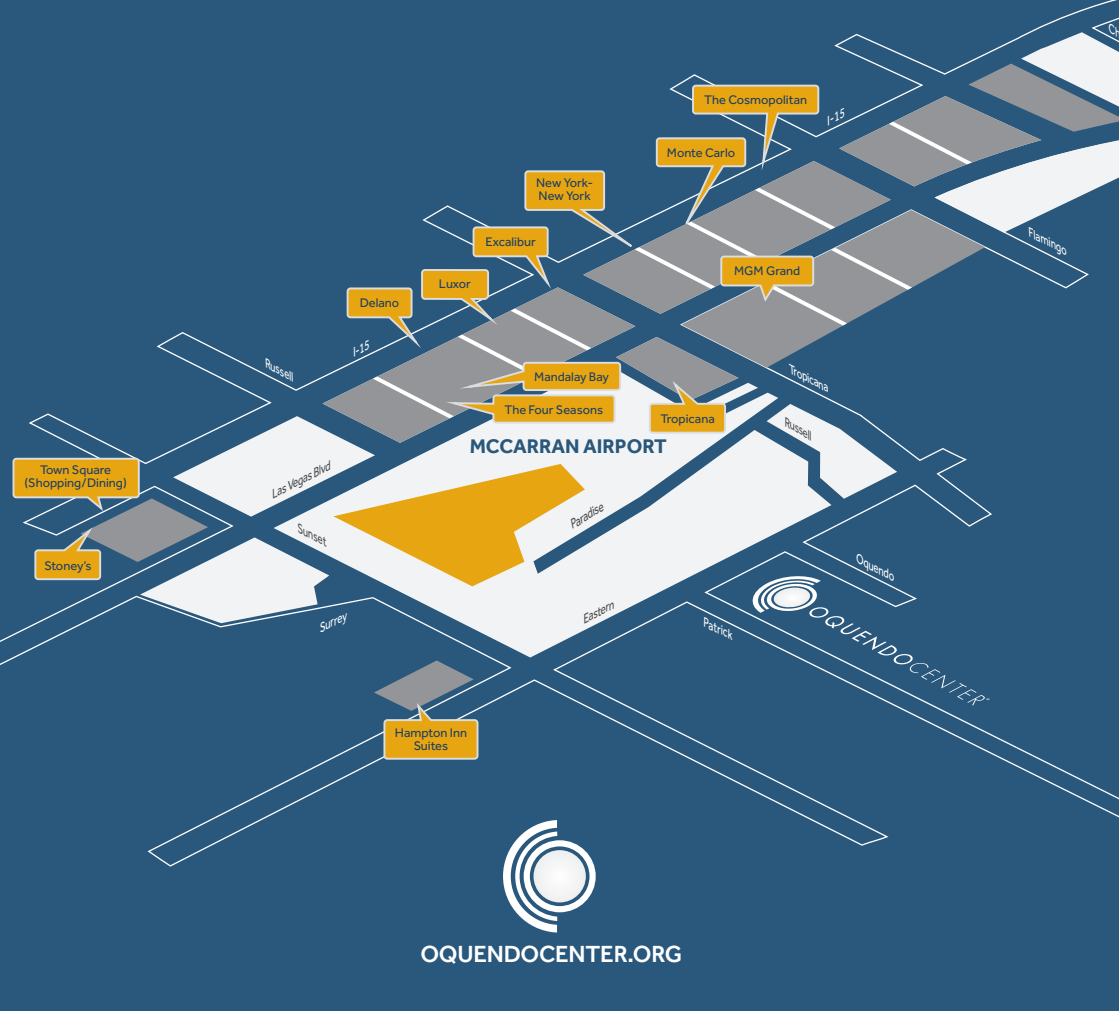 Ch
I-15
The Cosmopolitan
Monte Carlo
New York-
New York
Excalibur
Flamingo
MGM Grand
Luxor
Delano
I-15
Russell
Mandalay Bay
Tropicana
The Four Seasons
Tropicana
Russell
MCCARRAN AIRPORT
Town Square
(Shopping/Dining)
Las Vegas Blvd
Paradise
Sunset
Stoney's
Oquendo
Eastern
Surrey
Patrick
OQUENDOCENTER®
Hampton Inn
Suites
OQUENDOCENTER.ORG